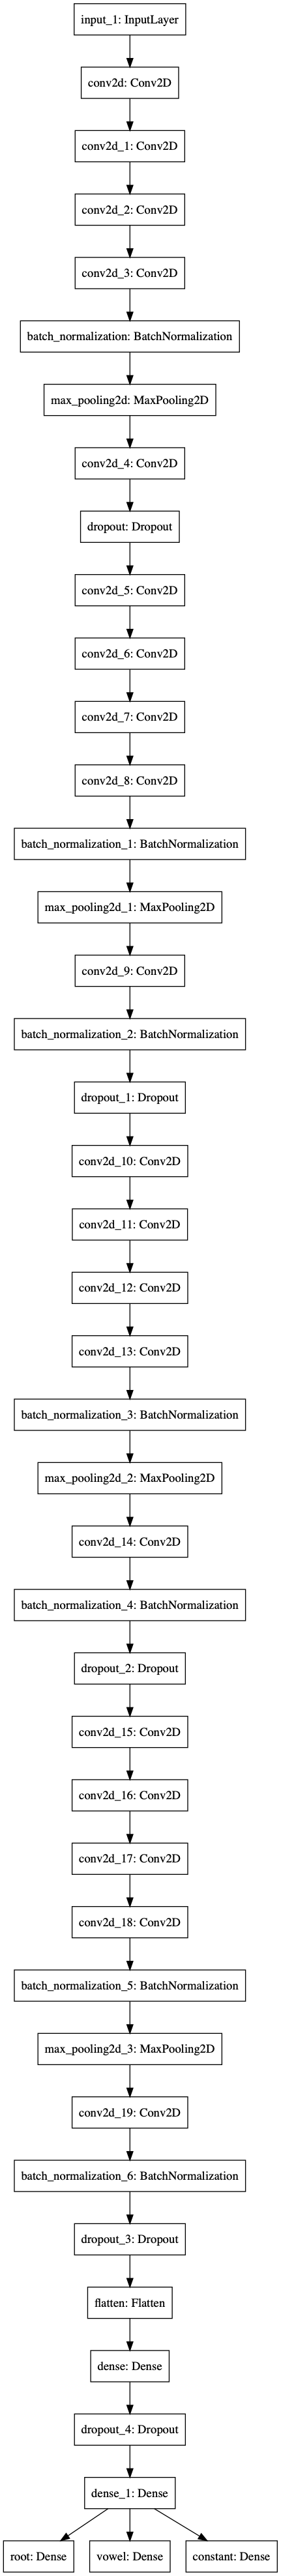 input_1: InputLayer
conv2d: Conv2D
conv2d_1: Conv2D
conv2d_2: Conv2D
conv2d_3: Conv2D
batch_normalization: BatchNormalization
max_pooling2d: MaxPooling2D
conv2d_4: Conv2D
dropout: Dropout
conv2d_5: Conv2D
conv2d_6: Conv2D
conv2d_7: Conv2D
conv2d_8: Conv2D
batch_normalization_1: BatchNormalization
max_pooling2d_1: MaxPooling2D
conv2d_9: Conv2D
batch_normalization_2: BatchNormalization
dropout_1: Dropout
conv2d_10: Conv2D
conv2d_11: Conv2D
conv2d_12: Conv2D
conv2d_13: Conv2D
batch_normalization_3: BatchNormalization
max_pooling2d_2: MaxPooling2D
conv2d_14: Conv2D
batch_normalization_4: BatchNormalization
dropout_2: Dropout
conv2d_15: Conv2D
conv2d_16: Conv2D
conv2d_17: Conv2D
conv2d_18: Conv2D
batch_normalization_5: BatchNormalization
max_pooling2d_3: MaxPooling2D
conv2d_19: Conv2D
batch_normalization_6: BatchNormalization
dropout_3: Dropout
flatten: Flatten
dense: Dense
dropout_4: Dropout
dense_1: Dense
root: Dense vowel: Dense constant: Dense